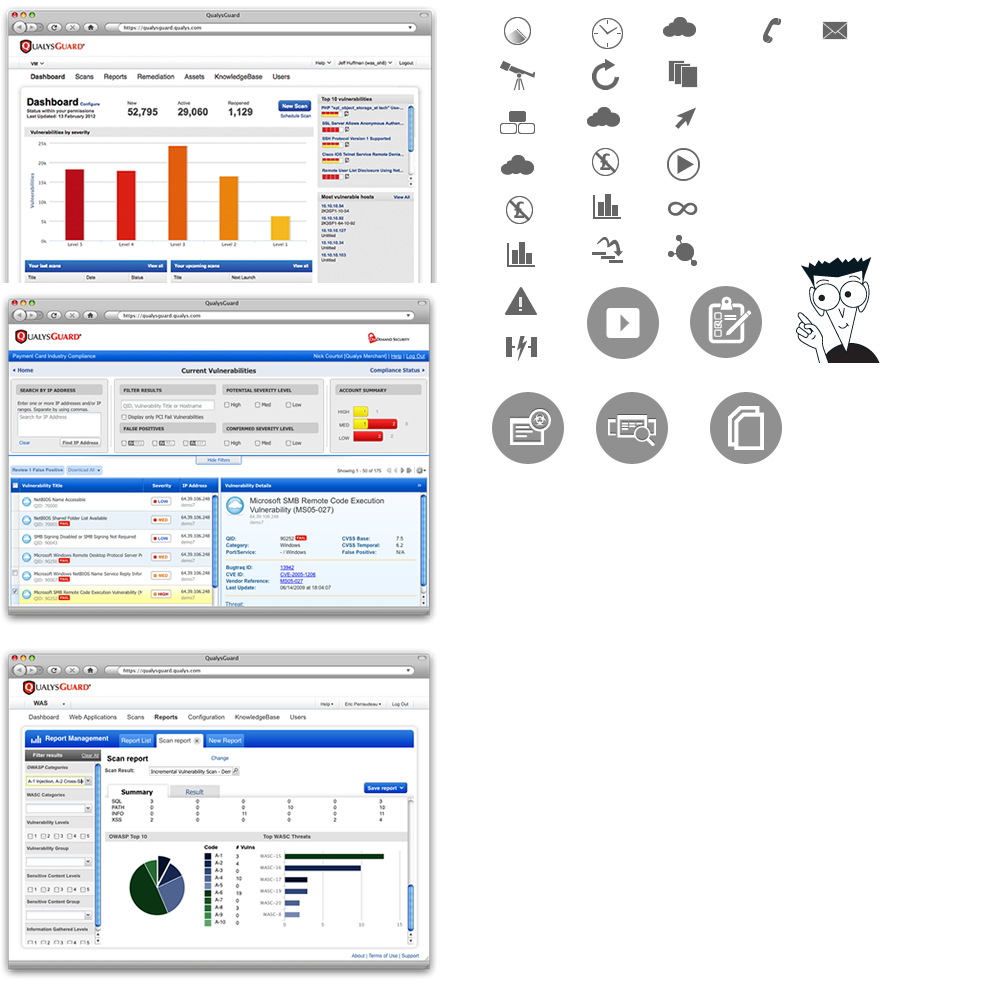 QualysGuard
https://qualysguard.qualys.com
QUALYSGUARD
VM
Help
Jeff Huffman (was_sh8)
Logout
Dashboard Scans Reports Remediation Assets KnowledgeBase Users
Dashboard Configure
Status within your permissions
Last Updated: 13 February 2012
New
52,795
Active
29,060
Reopened
1,129
New Scan
Schedule Scan
Vulnerabilities by severity
25k
20k
15k
10k
5k
0k
Vulnerabilities
Level 5 Level 4 Level 3 Level 2 Level 1
Top 10 vulnerabilities
SSL Server Allows Anonymous Authen...
SSH Protocol Version 1 Supported
Cisco IOS Telnet Service Remote Denia...
Remote User List Disclosure Using Net...
Most vulnerable hosts View All
10.10.10.34
10.10.10.92
10.10.10.127
Untitled
10.10.10.34
Untitled
10.10.10.103
Untitled
Your last scans View all
Title Date Status
Your upcoming scans View all
Title Next Launch
QualysGuard
https://qualysguard.qualys.com
QUALYSGUARD
DEMAND SECURITY
Payment Card Industry Compliance
Nick Courtot [Qualys Merchant] | Help | Log Out
Home
Current Vulnerabilities
Compliance Status
SEARCH BY IP ADDRESS
Enter one or more IP addresses and/or IP
ranges. Separate by using commas.
Search for IP Address
Clear
Find IP Address
FILTER RESULTS
QID, Vulnerability Title or Hostname
Display only PCI Fail Vulnerabilities
FALSE POSITIVES
POTENTIAL SEVERITY LEVEL
High Med Low
CONFIRMED SEVERITY LEVEL
High Med Low
ACCOUNT SUMMARY
HIGH 1
MED 1 2 3
LOW 2 2
Hide Filters
Review 1 False Positive
Download All
Showing 1 - 50 of 175
Vulnerability Title Severity IP Address
NetBIOS Name Accessible
QID: 70000
LOW
64.39.106.248
demo7
NetBIOS Shared Folder List Available
QID: 70001 FAIL
MED
64.39.106.248
demo7
SMB Signing Disabled or SMB Signing Not Required
QID: 90043
LOW
64.39.106.248
demo7
Microsoft Windows Remote Desktop Protocol Server Pr
FAIL
MED
64.39.106.248
demo7
Microsoft Windows NetBIOS Name Service Reply Infor
FAIL
MED
64.39.106.248
demo7
Microsoft SMB Remote Code Execution Vulnerability (M
QID: 90252 FAIL
HIGH
64.39.106.248
demo7
Vulnerability Details
Microsoft SMB Remote Code Execution
Vulnerability (MS05-027)
64.39.106.248
demo7
QID: 90252 FAIL
Category: Windows
Port/Service: - / Windows
CVSS Base: 7.5
CVSS Temporal: 6.2
False Positive: N/A
Bugtraq ID: 13942
CVE ID: CVE-2005-1206
Vendor Reference: MS05-027
Last Update: 06/14/2009 at 18:04:07
Threat:
QualysGuard
https://qualysguard.qualys.com
QUALYSGUARD
WAS
Help
Eric Perraudeau
Log Out
Dashboard Web Applications Scans Reports Configuration KnowledgeBase Users
Report Management
Report List
Scan report
New Report
Filter results Clear All
OWASP Categories
A-1 Injection, A-2 Cross-Si
WASC Categories
Vulnerability Levels
1 2 3 4 5
Vulnerability Group
Sensitive Content Levels
1 2 3 4 5
Sensitive Content Group
Information Gathered Levels
1 2 3 4 5
Scan report
Change
Scan Result:
Incremental Vulnerability Scan - Dem
Summary
Result
Save report
SQL 3 0 0 0 3
PATH 0 0 0 10 10
INFO 0 11 0 0 11
XSS 2 0 0 2 4
OWASP Top 10
Code # Vulns
A-1 3
A-2 4
A-3 0
A-4 10
A-5 0
A-6 19
A-7 0
A-8 3
A-9 0
A-10 0
Top WASC Threats
WASC-15
WASC-16
WASC-17
WASC-19
WASC-20
WASC-8
0 5 10 15
About | Terms of Use | Support